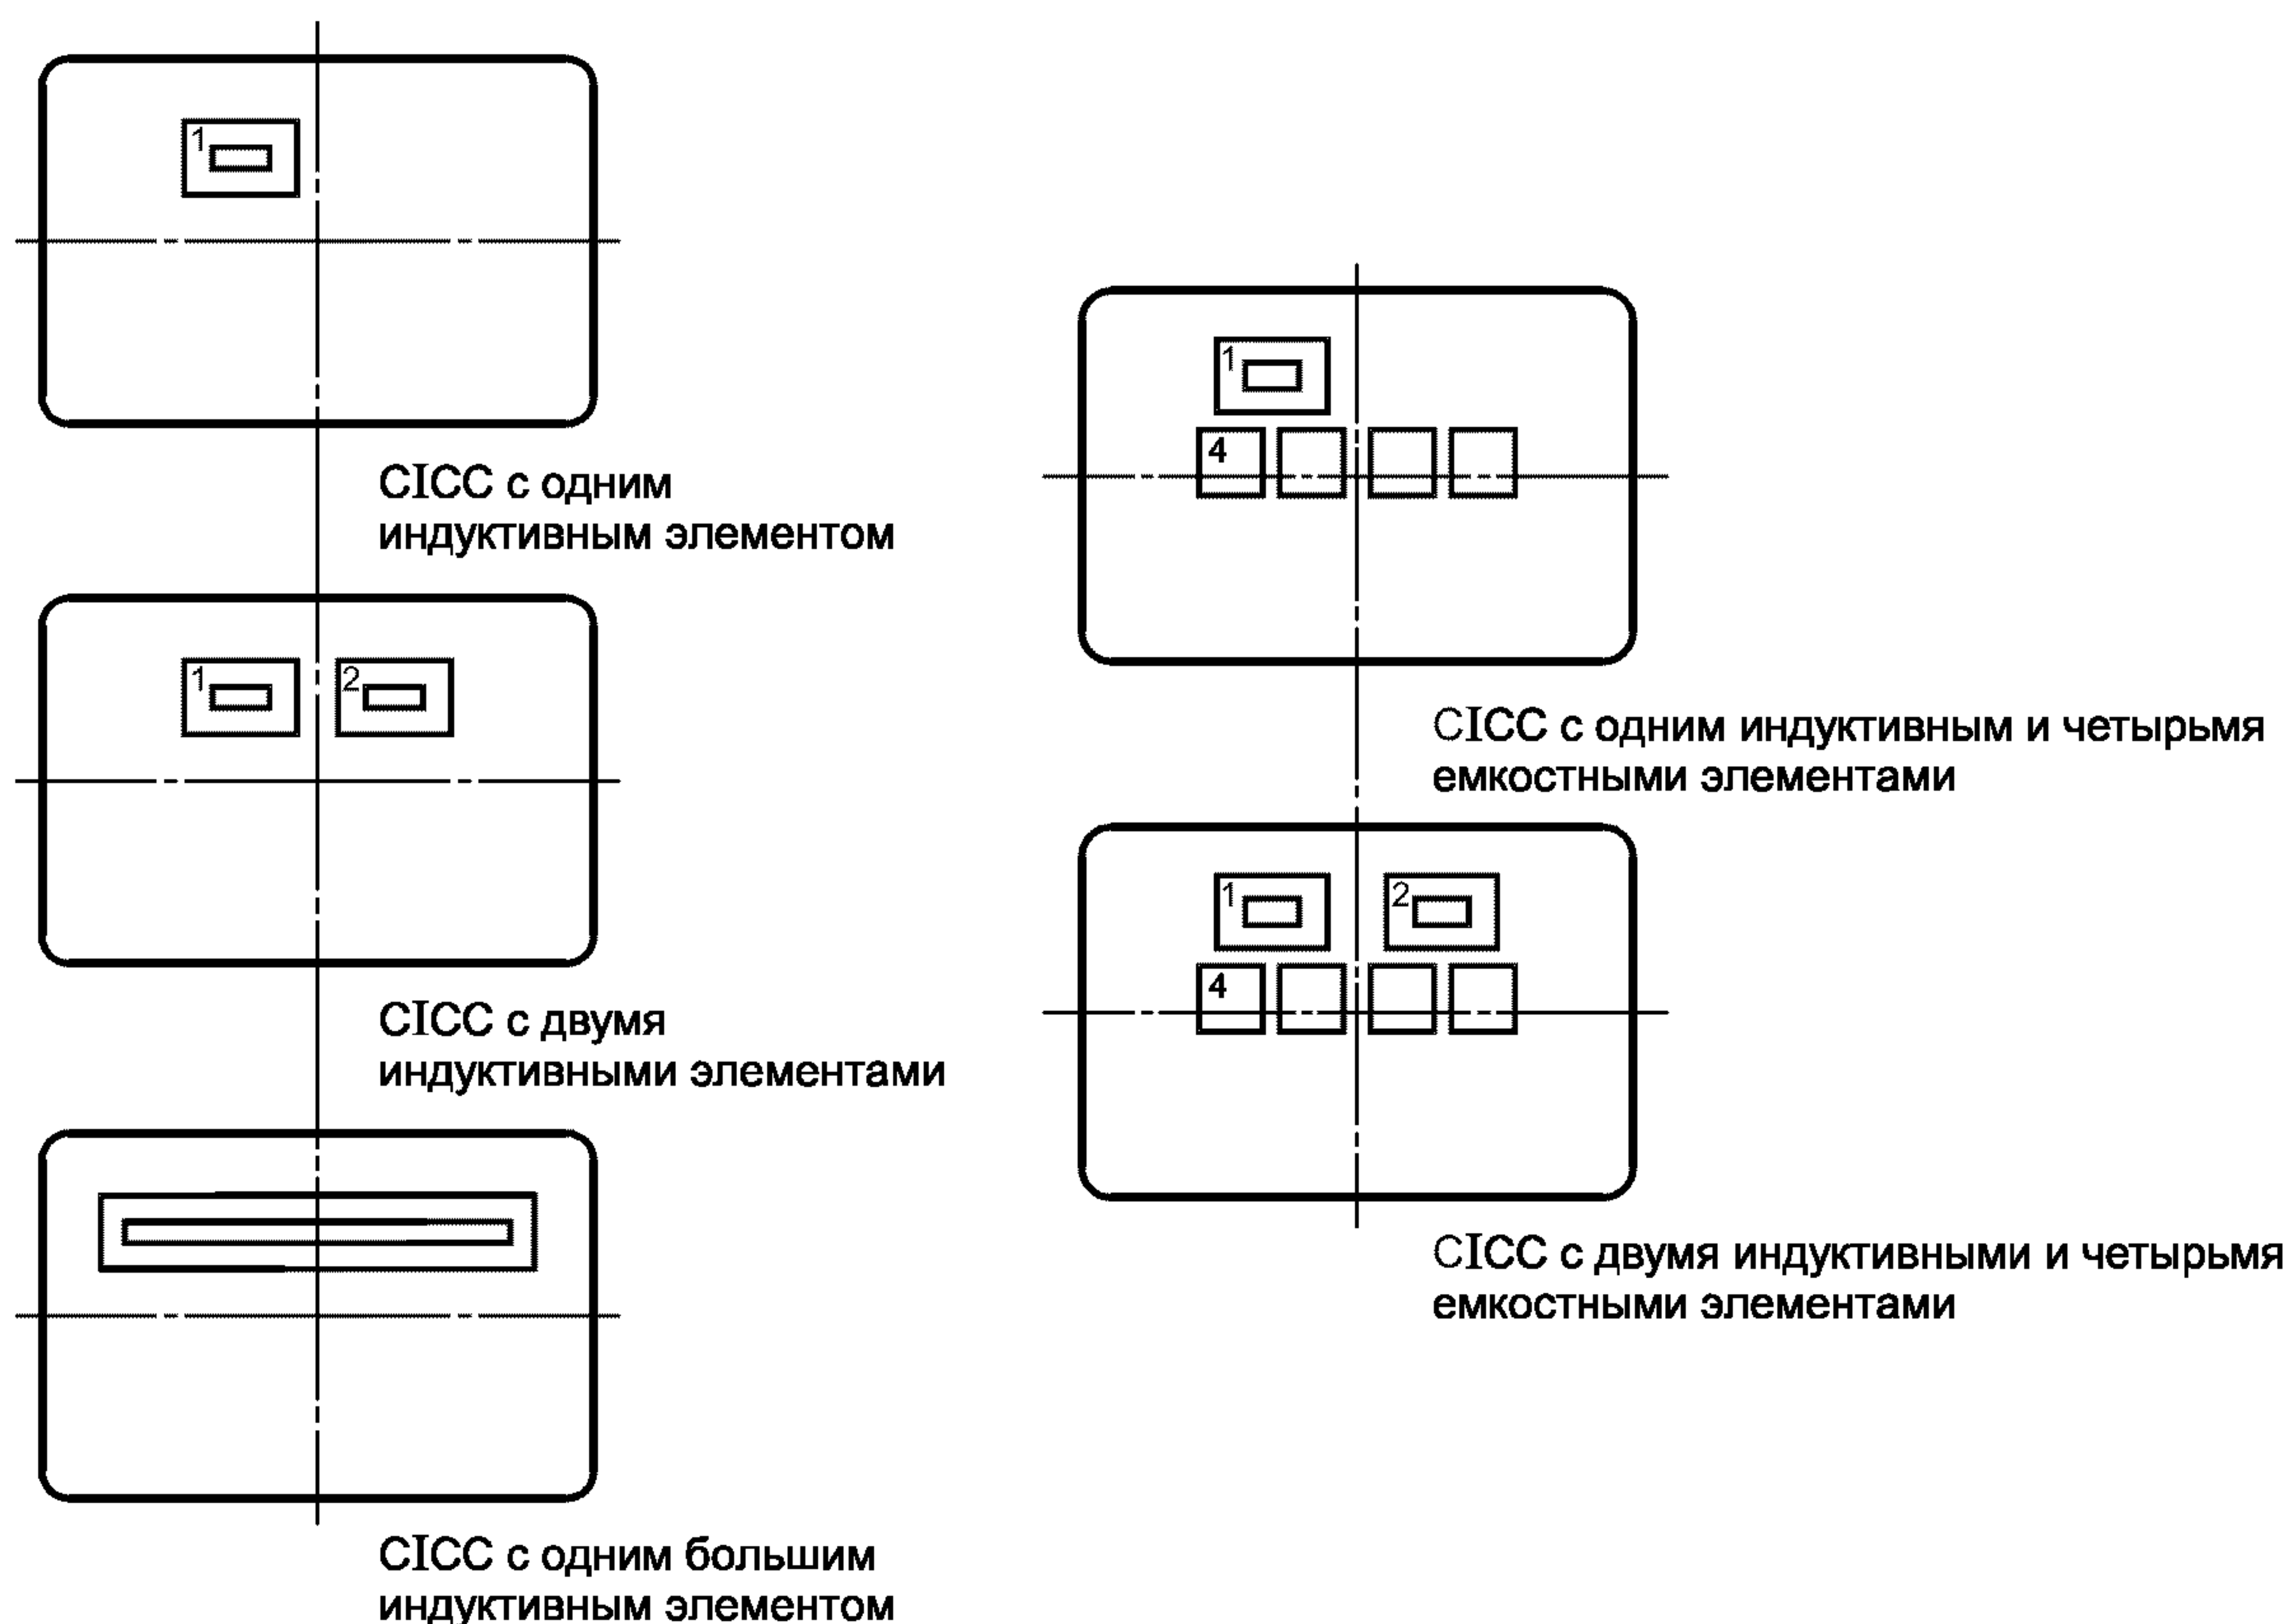 1
CICC с одним
индуктивным элементом
1 2
CICC с двумя
индуктивными элементами
CICC с одним большим
индуктивным элементом
1
4
CICC с одним индуктивным и четырьмя
емкостными элементами
1 2
4
CICC с двумя индуктивными и четырьмя
емкостными элементами